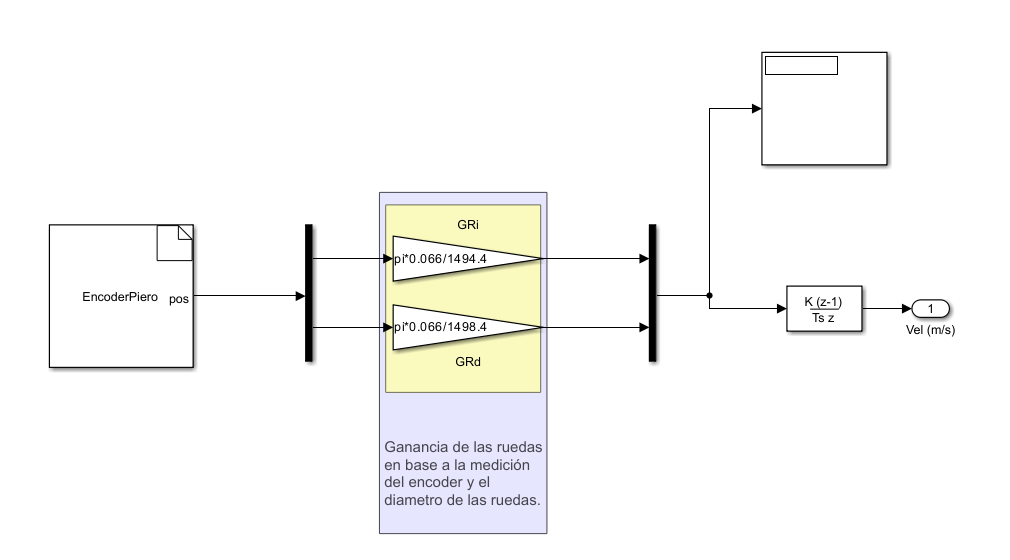 EncoderPiero
pos
GRi
pi*0.066/1494.4
pi*0.066/1498.4
GRd
Ganancia de las ruedas
en base a la medición
del encoder y el
diametro de las ruedas.
K (z-1)
Ts z
1
Vel (m/s)